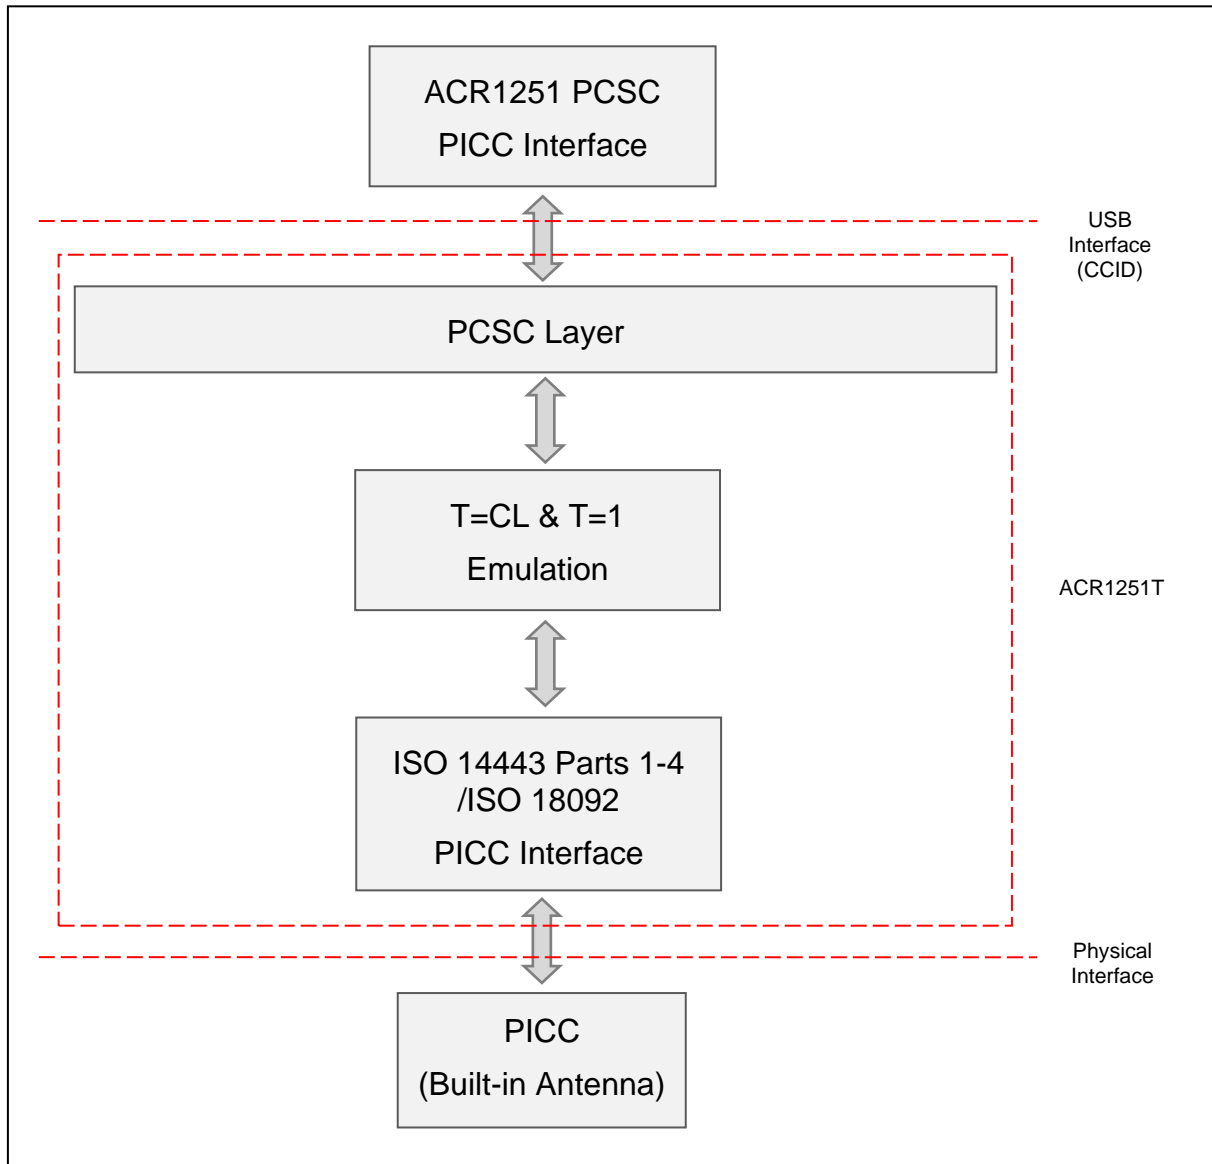 ACR1251 PCSC
PICC Interface
USB
Interface
(CCID)
PCSC Layer
T=CL & T=1
Emulation
ACR1251T
ISO 14443 Parts 1-4
/ISO 18092
PICC Interface
Physical
Interface
PICC
(Built-in Antenna)